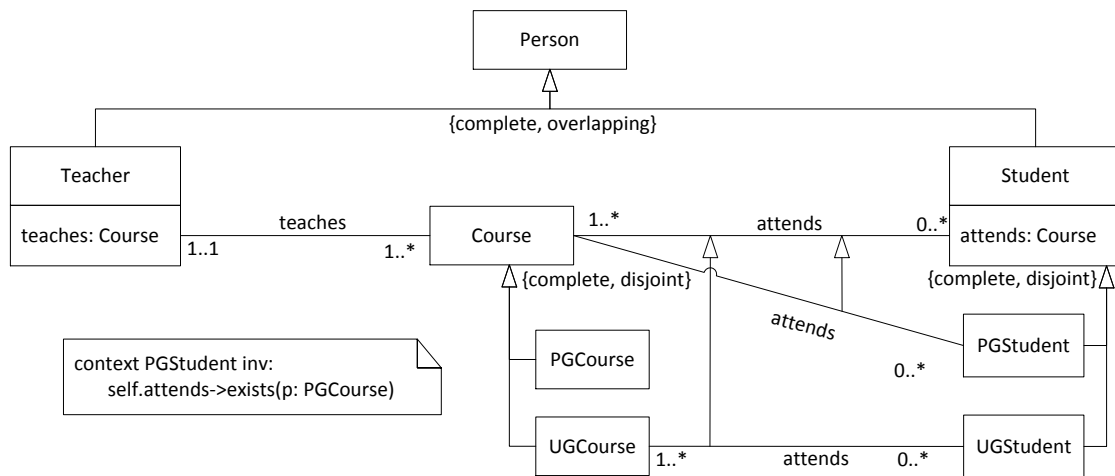 Person
{complete, overlapping}
Teacher
teaches: Course
teaches
1..1
1..*
Course
1..*
attends
0..*
Student
attends: Course
{complete, disjoint}
{complete, disjoint}
attends
0..*
PGCourse
PGStudent
UGCourse
1..*
attends
0..*
UGStudent
context PGStudent inv:
self.attends->exists(p: PGCourse)